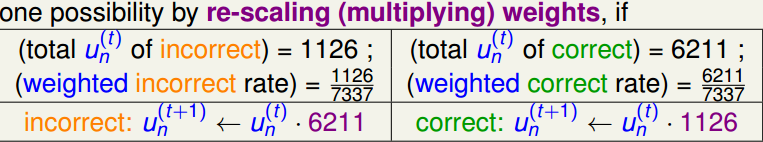 one possibility by re-scaling (multiplying) weights, if
(total u_n^{(t)} of incorrect) = 1126 ; (total u_n^{(t)} of correct) = 6211 ;
(weighted incorrect rate) = \frac{1126}{7337} (weighted correct rate) = \frac{6211}{7337}
incorrect: u_n^{(t+1)} ← u_n^{(t)} · 6211 correct: u_n^{(t+1)} ← u_n^{(t)} · 1126